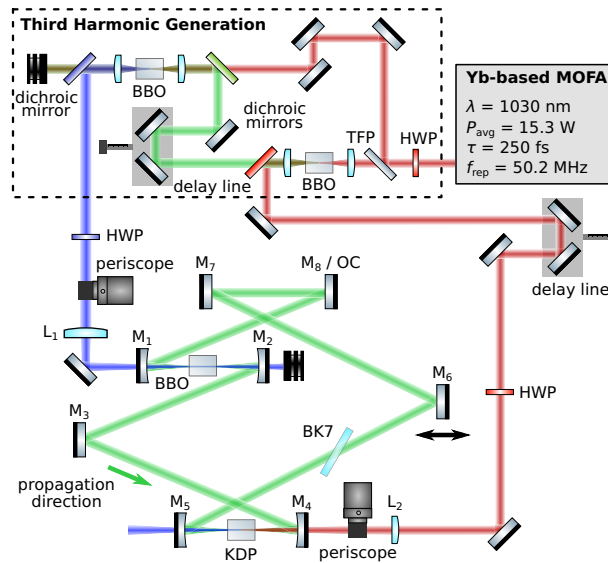 Third Harmonic Generation
dichroic
mirror
BBO
dichroic
mirrors
delay line
BBO
TFP
HWP
Yb-based MOFA
λ = 1030 nm
Pavg = 15.3 W
τ = 250 fs
frep = 50.2 MHz
HWP
periscope
L1
M1
BBO
M2
M7
M8 / OC
delay line
M3
M6
HWP
BK7
propagation
direction
M5
KDP
M4
periscope
L2